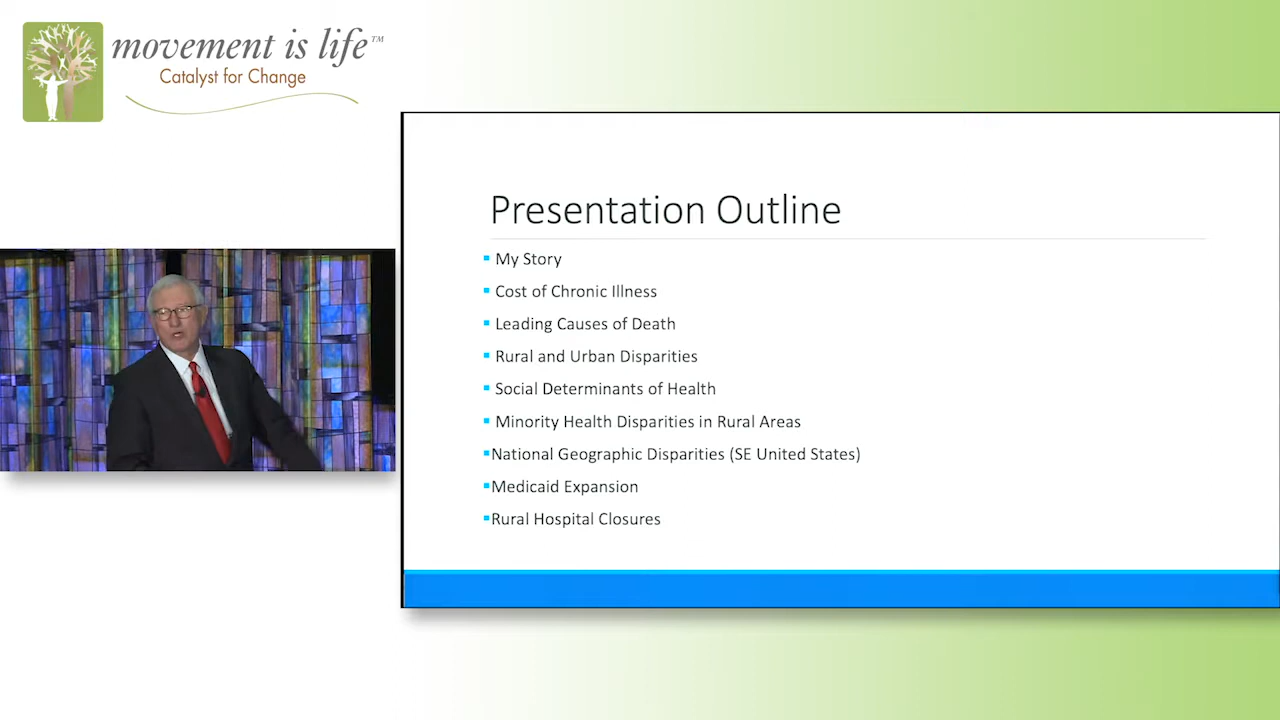 movement is life™
Catalyst for Change
Presentation Outline
▪ My Story
▪ Cost of Chronic Illness
▪ Leading Causes of Death
▪ Rural and Urban Disparities
▪ Social Determinants of Health
▪ Minority Health Disparities in Rural Areas
▪National Geographic Disparities (SE United States)
▪Medicaid Expansion
▪Rural Hospital Closures